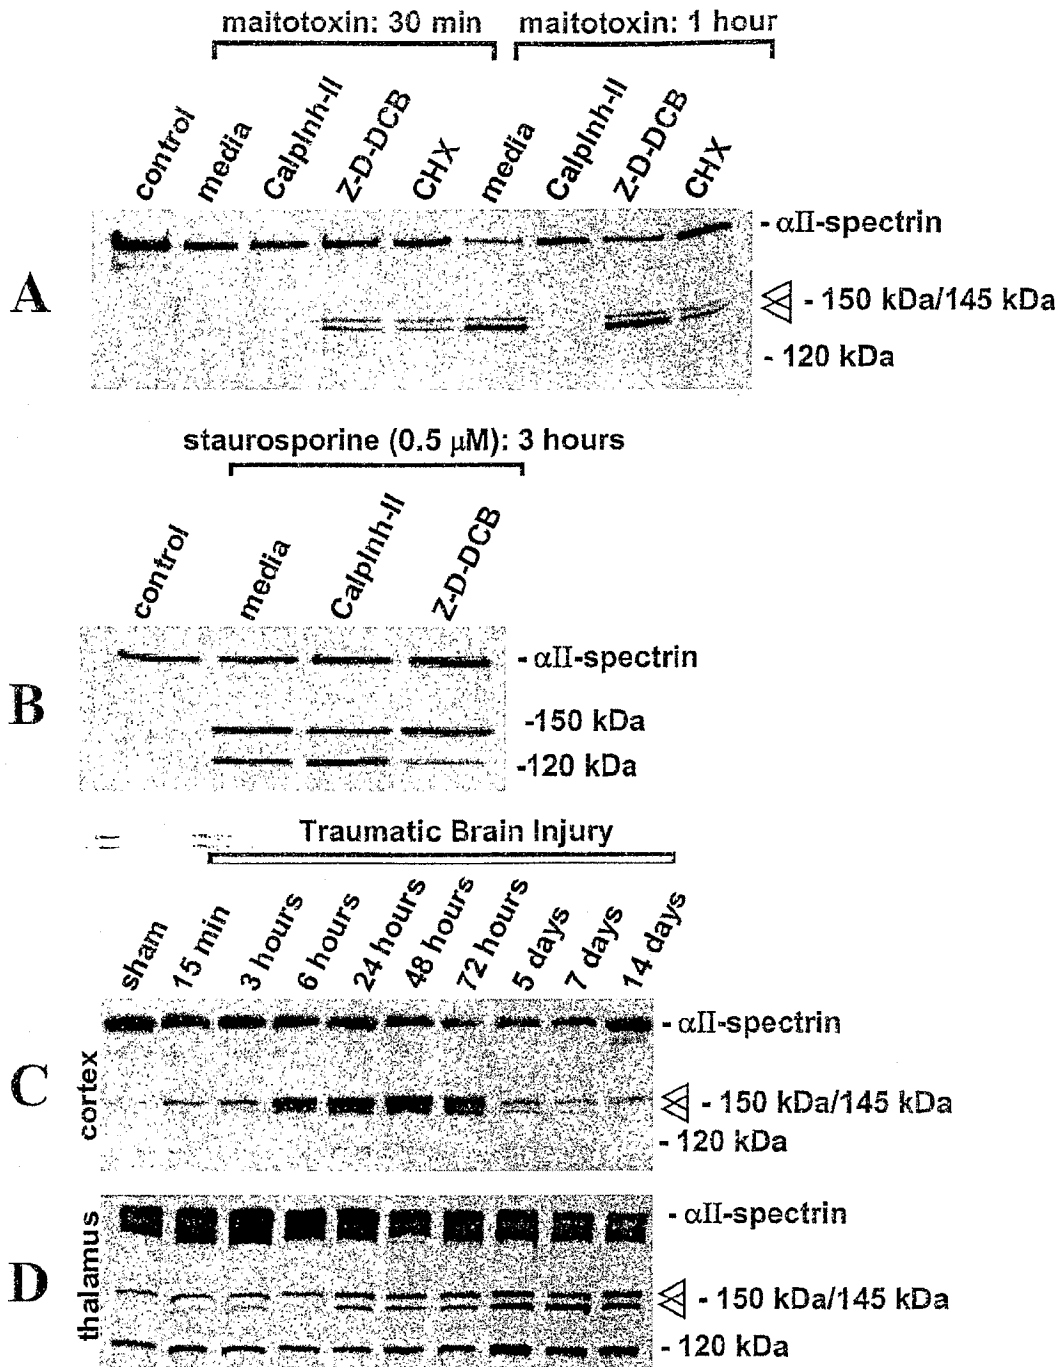 maitotoxin: 30 min maitotoxin: 1 hour
control media CalpInh-II Z-D-DCB CHX media CalpInh-II Z-D-DCB CHX
- αII-spectrin
A
- 150 kDa/145 kDa
- 120 kDa
staurosporine (0.5 μM): 3 hours
control media CalpInh-II Z-D-DCB
- αII-spectrin
B
-150 kDa
-120 kDa
Traumatic Brain Injury
sham 15 min 3 hours 6 hours 24 hours 48 hours 72 hours 5 days 7 days 14 days
- αII-spectrin
C
cortex
- 150 kDa/145 kDa
- 120 kDa
- αII-spectrin
D
thalamus
- 150 kDa/145 kDa
- 120 kDa